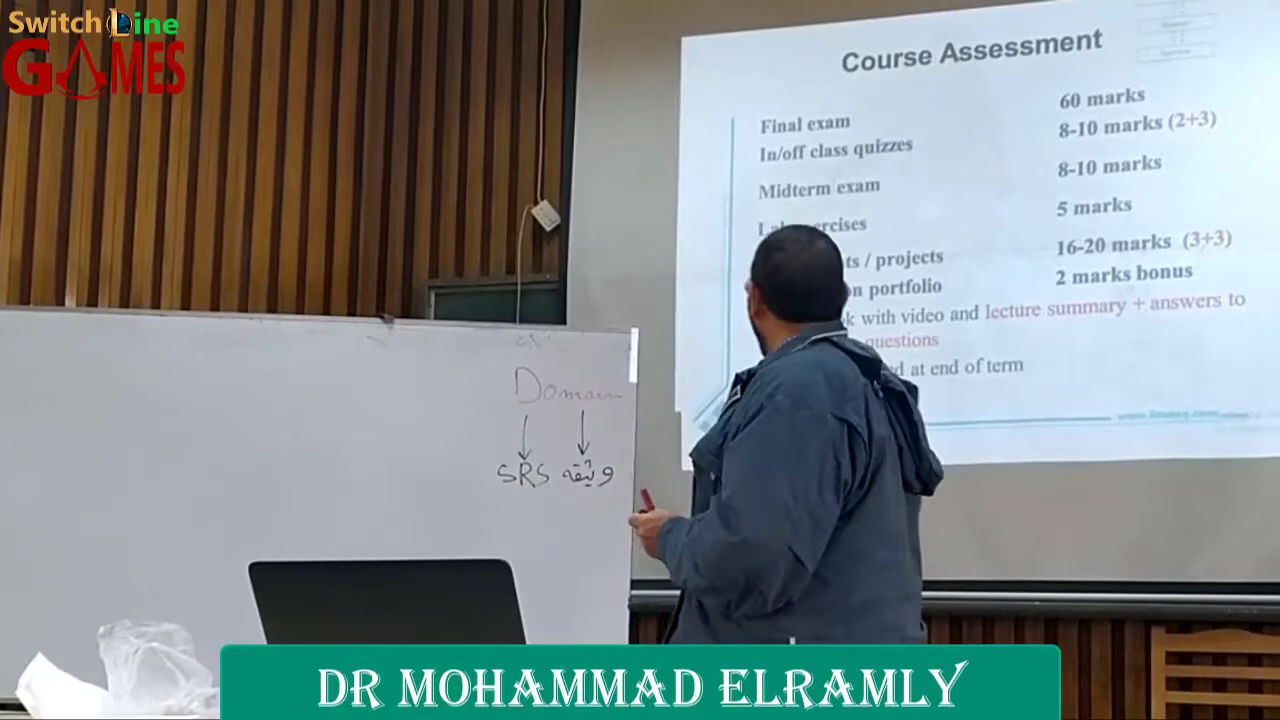 Switch Line
GAMES
Course Assessment
Final exam 60 marks
In/off class quizzes 8-10 marks (2+3)
Midterm exam 8-10 marks
5 marks
/ projects 16-20 marks (3+3)
portfolio 2 marks bonus
with video and lecture summary + answers to
questions
at end of term
Domain
SRS وثيقه
DR MOHAMMAD ELRAMLY